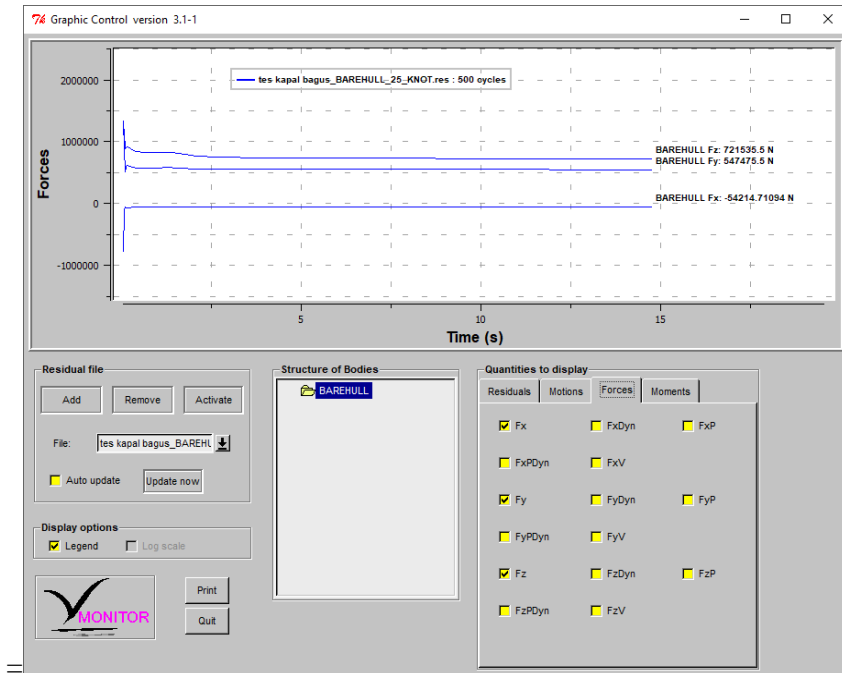 Graphic Control version 3.1-1
tes kapal bagus_BAREHULL_25_KNOT.res : 500 cycles
2000000
1000000
0
-1000000
Forces
BAREHULL Fz: 721535.5 N
BAREHULL Fy: 547475.5 N
BAREHULL Fx: -54214.71094 N
5 10 15
Time (s)
Residual file
Add Remove Activate
File: tes kapal bagus_BAREHU
Auto update Update now
Display options
Legend Log scale
MONITOR
Print
Quit
Structure of Bodies
BAREHULL
Quantities to display
Residuals Motions Forces Moments
Fx FxDyn FxP
FxPDyn FxV
Fy FyDyn FyP
FyPDyn FyV
Fz FzDyn FzP
FzPDyn FzV
=